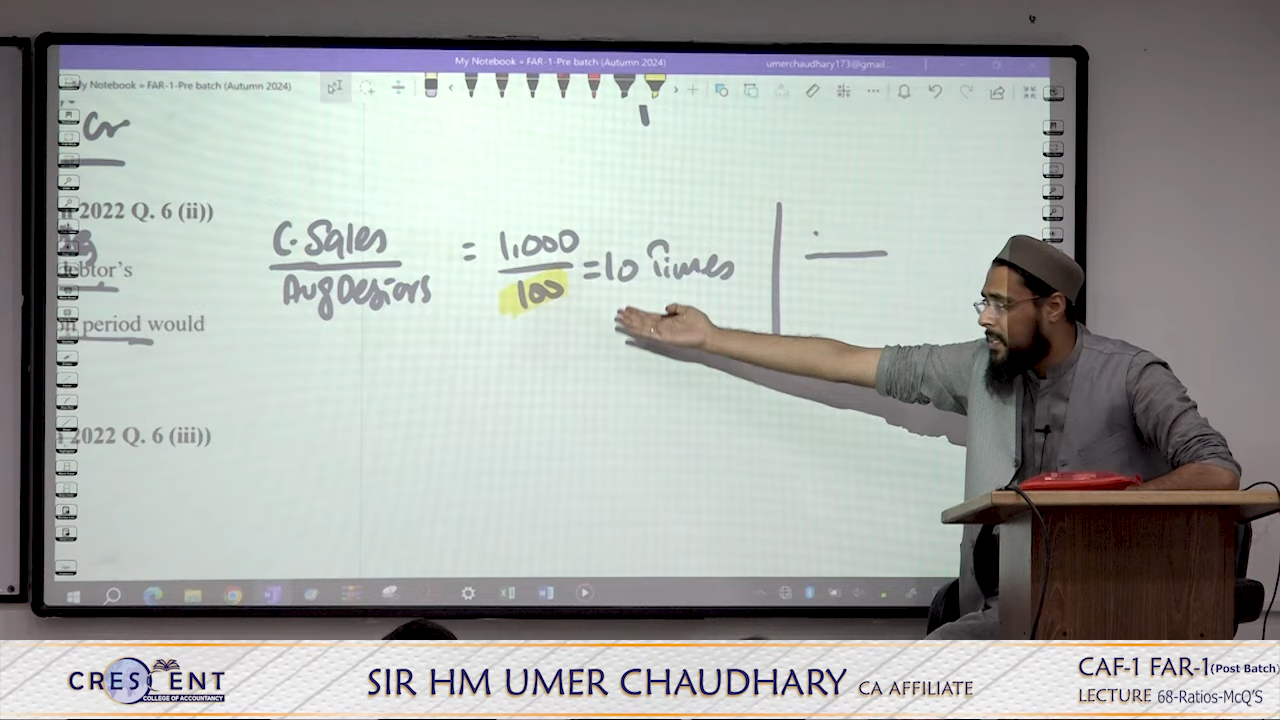 My Notebook » FAR-1-Pre batch (Autumn 2024)
umerchaudhary173@gmail...
My Notebook » FAR-1-Pre batch (Autumn 2024)
Cr
2022 Q. 6 (ii))
debtor's
period would
2022 Q. 6 (iii))
C. Sales = 1,000 = 10 Times
Avg 100
CRESCENT
COLLEGE OF ACCOUNTANCY
SIR HM UMER CHAUDHARY CA AFFILIATE
CAF-1 FAR-1(Post Batch)
LECTURE 68-Ratios-McQ'S